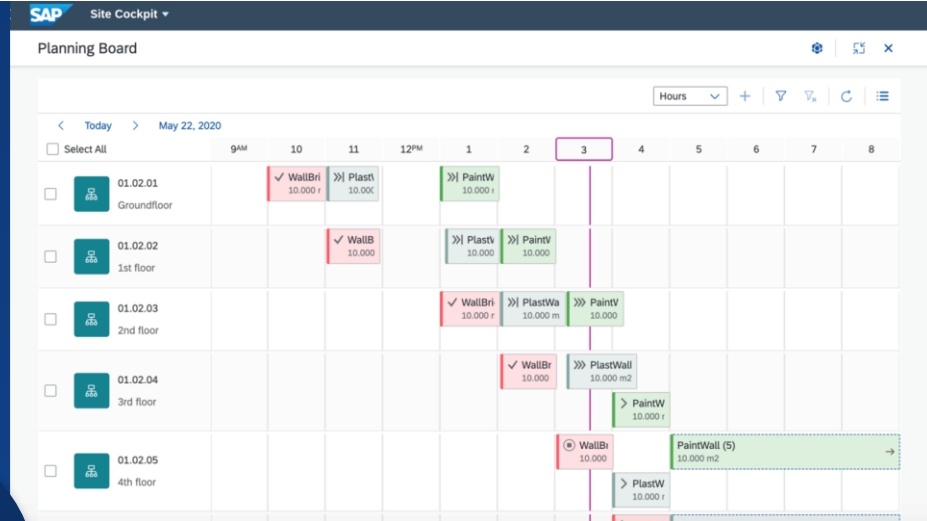 SAP Site Cockpit
Planning Board
Hours
Today May 22, 2020
Select All 9AM 10 11 12PM 1 2 3 4 5 6 7 8
01.02.01
Groundfloor
WallBri PlastV PaintW
10.000 r 10.00( 10.000 r
01.02.02
1st floor
WallB PlastV PaintV
10.000 10.000 10.000
01.02.03
2nd floor
WallBri PlastWa PaintV
10.000 r 10.000 m 10.000
01.02.04
3rd floor
WallBr PlastWall
10.000 10.000 m2
PaintW
10.000 r
01.02.05
4th floor
WallBr PaintWall (5)
10.000 10.000 m2
PlastW
10.000 r